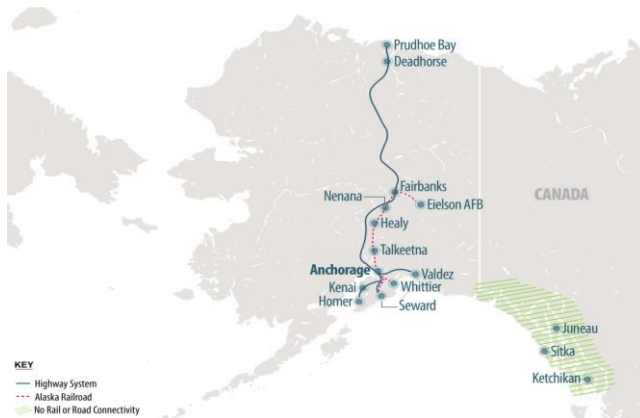 Prudhoe Bay
Deadhorse
Fairbanks
Nenana
Eielson AFB
CANADA
Healy
Talkeetna
Anchorage
Valdez
Kenai
Whittier
Homer
Seward
Juneau
Sitka
Ketchikan
KEY
Highway System
Alaska Railroad
No Rail or Road Connectivity